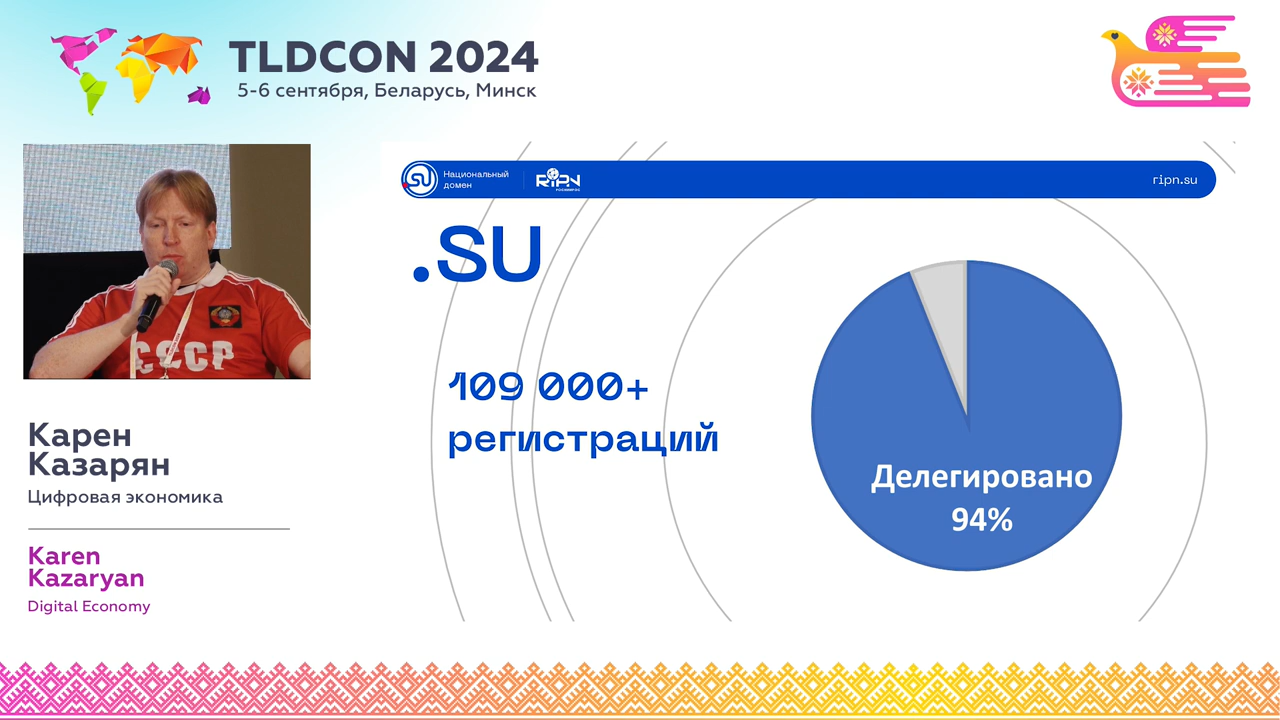 TLDCON 2024
5-6 сентября, Беларусь, Минск
SU
Национальный
домен
RIPN
ripn.su
.SU
109 000+
регистраций
Делегировано
94%
СССР
Карен
Казарян
Цифровая экономика
Karen
Kazaryan
Digital Economy